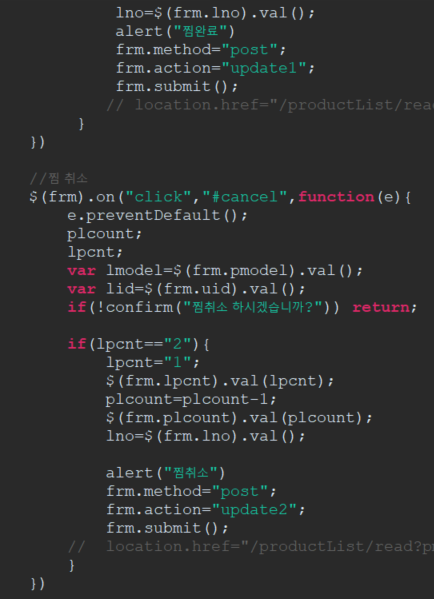 lno=$(frm.lno).val();
alert("찜완료")
frm.method="post";
frm.action="update1";
frm.submit();
// location.href="/productList/rea
}
})
//찜 취소
$(frm).on("click","#cancel",function(e){
e.preventDefault();
plcount;
lpcnt;
var lmodel=$(frm.pmodel).val();
var lid=$(frm.uid).val();
if(!confirm("찜취소 하시겠습니까?")) return;
if(lpcnt=="2"){
lpcnt="1";
$(frm.lpcnt).val(lpcnt);
plcount=plcount-1;
$(frm.plcount).val(plcount);
lno=$(frm.lno).val();
alert("찜취소")
frm.method="post";
frm.action="update2";
frm.submit();
// location.href="/productList/read?p
}
})